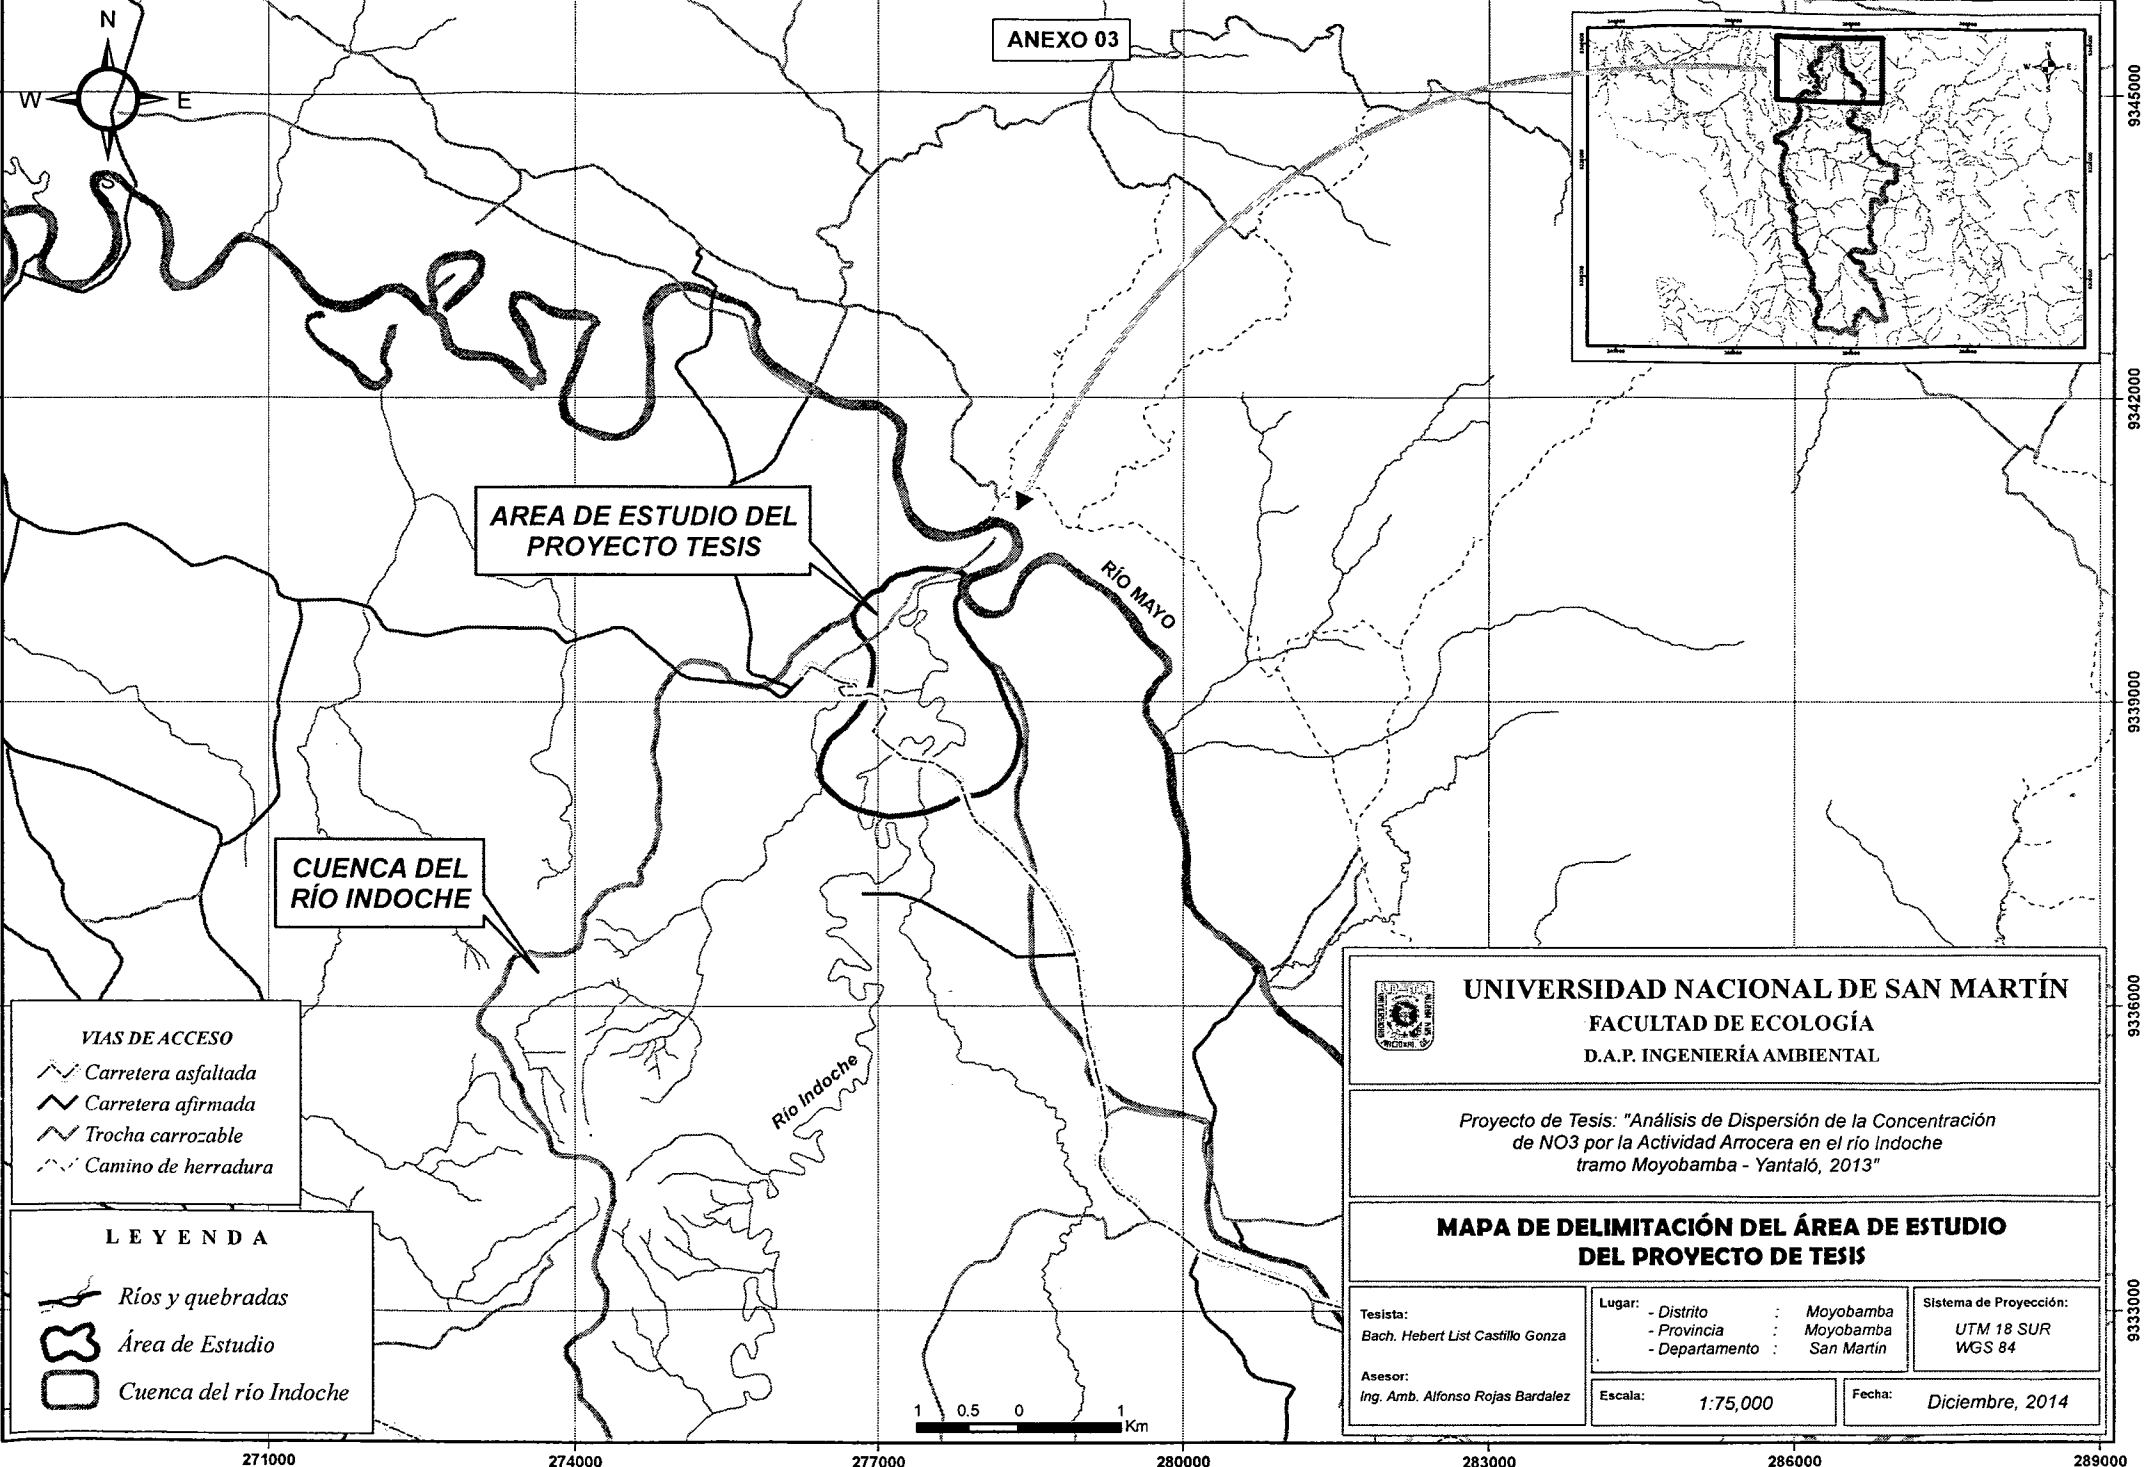 ANEXO 03
N
W
E
N
W
E
9345000
9342000
9339000
9336000
9333000
AREA DE ESTUDIO DEL
PROYECTO TESIS
RÍO MAYO
CUENCA DEL
RÍO INDOCHE
Río Indoche
VIAS DE ACCESO
Carretera asfaltada
Carretera afirmada
Trocha carrozable
Camino de herradura
LEYENDA
Ríos y quebradas
Área de Estudio
Cuenca del río Indoche
1 0.5 0 1
Km
UNIVERSIDAD NACIONAL DE SAN MARTÍN
FACULTAD DE ECOLOGÍA
D.A.P. INGENIERÍA AMBIENTAL
Proyecto de Tesis: "Análisis de Dispersión de la Concentración
de NO3 por la Actividad Arrocera en el río Indoche
tramo Moyobamba - Yantaló, 2013"
MAPA DE DELIMITACIÓN DEL ÁREA DE ESTUDIO
DEL PROYECTO DE TESIS
Tesista:
Bach. Hebert List Castillo Gonza
Asesor:
Ing. Amb. Alfonso Rojas Bardalez
Lugar:
- Distrito : Moyobamba
- Provincia : Moyobamba
- Departamento : San Martín
Sistema de Proyección:
UTM 18 SUR
WGS 84
Escala: 1:75,000
Fecha: Diciembre, 2014
271000 274000 277000 280000 283000 286000 289000